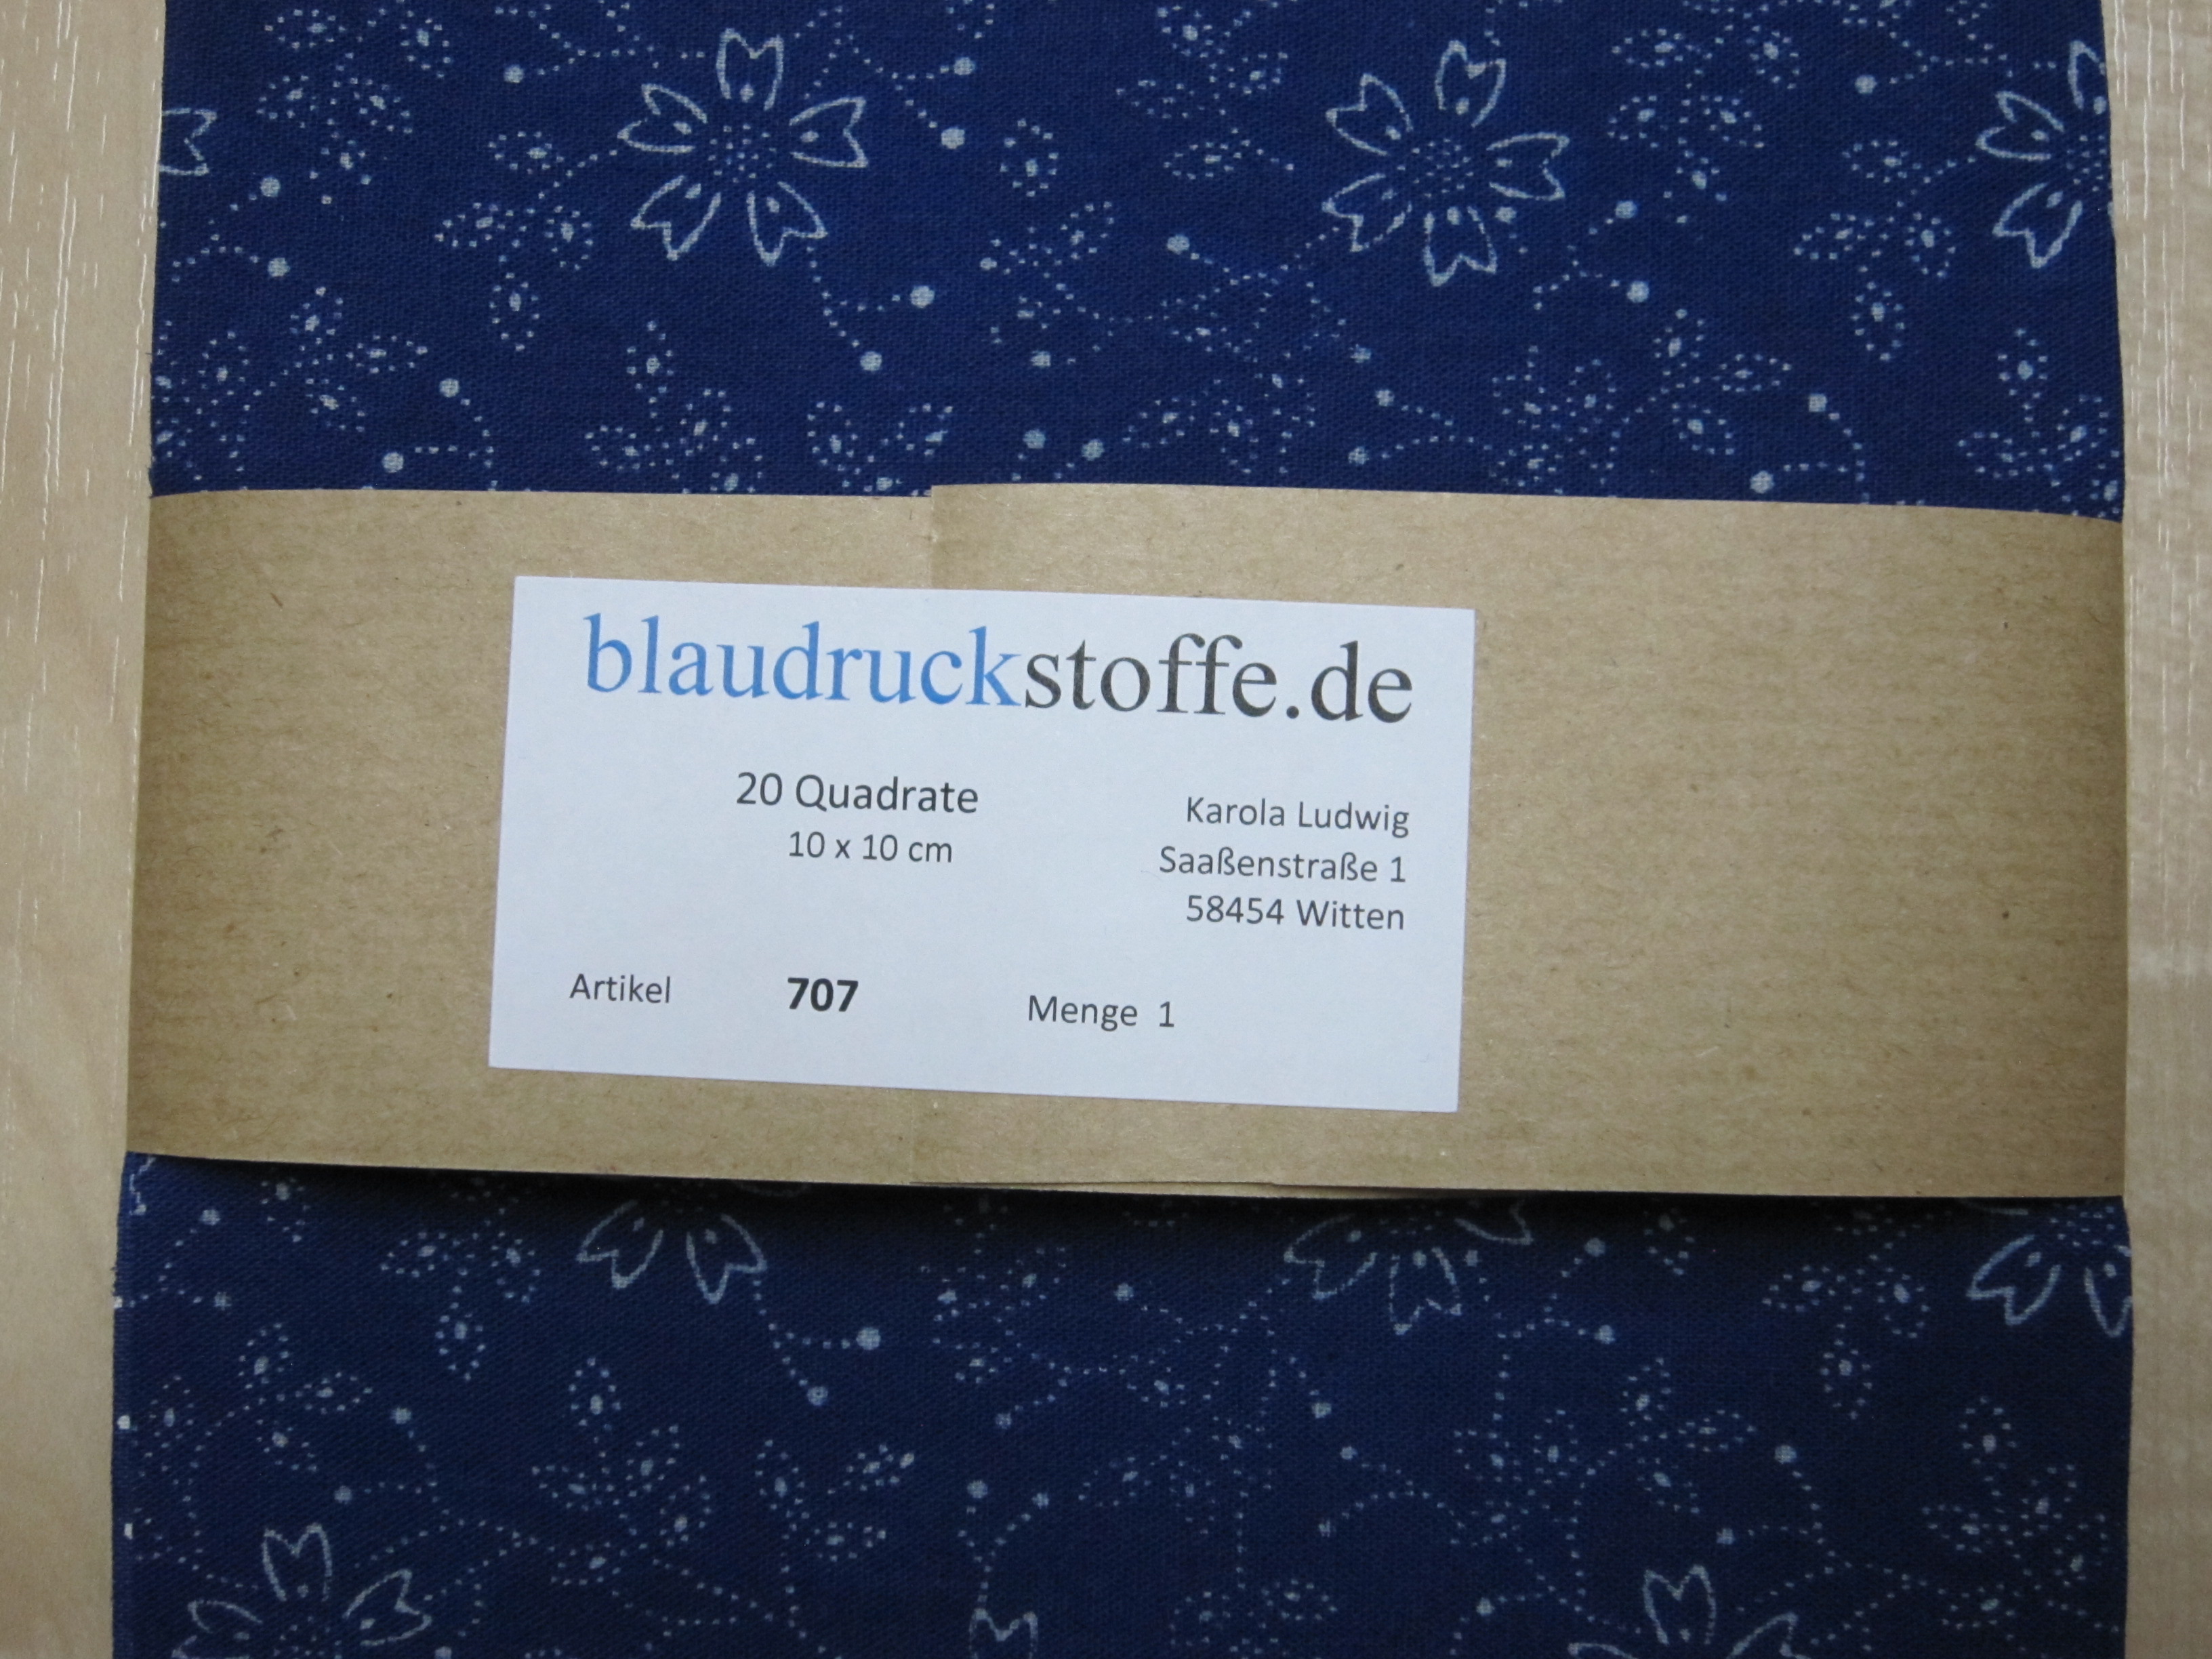 blaudruckstoffe.de
20 Quadrate
10 x 10 cm
Karola Ludwig
Saaßenstraße 1
58454 Witten
Artikel 707 Menge 1